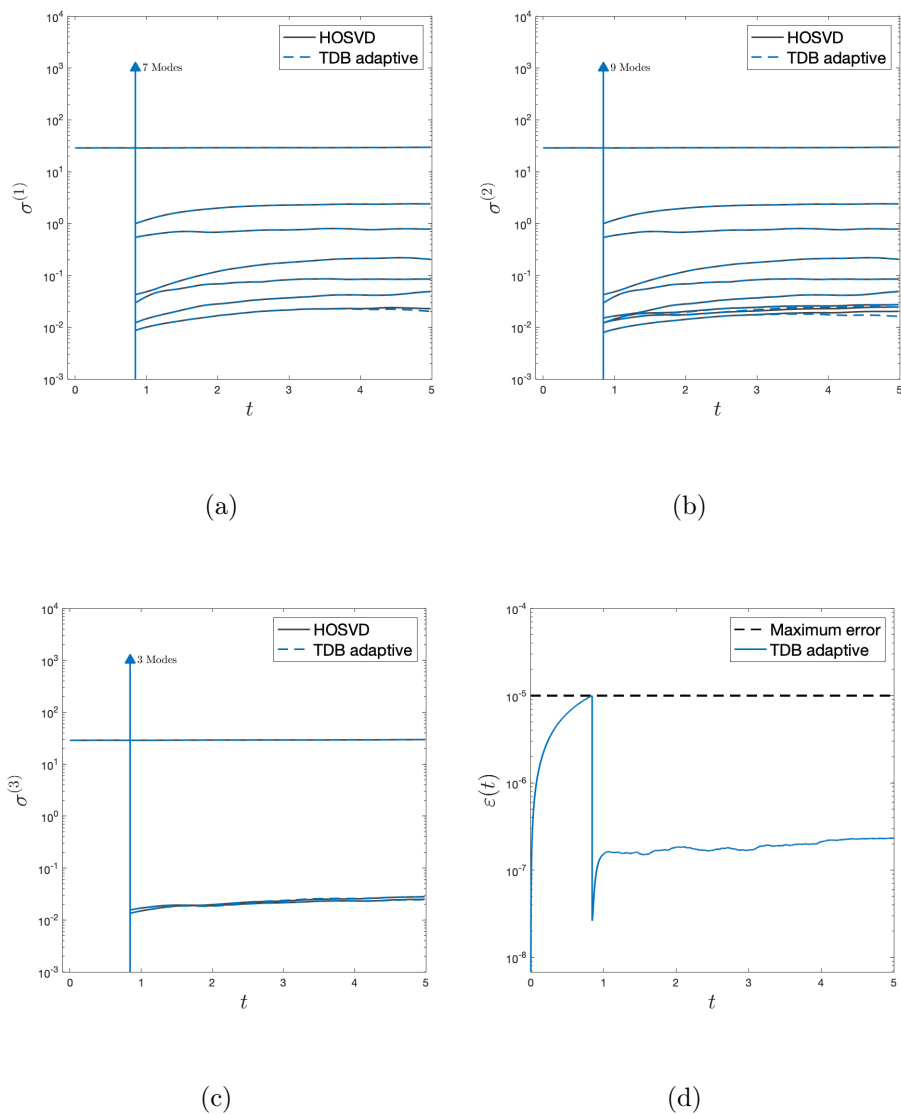 HOSVD
TDB adaptive
7 Modes
10^4
10^3
10^2
10^1
10^0
10^-1
10^-2
10^-3
σ^(1)
0 1 2 3 4 5
t
(a)
HOSVD
TDB adaptive
9 Modes
10^4
10^3
10^2
10^1
10^0
10^-1
10^-2
10^-3
σ^(2)
0 1 2 3 4 5
t
(b)
HOSVD
TDB adaptive
3 Modes
10^4
10^3
10^2
10^1
10^0
10^-1
10^-2
10^-3
σ^(3)
0 1 2 3 4 5
t
(c)
Maximum error
TDB adaptive
10^-4
10^-5
10^-6
10^-7
10^-8
ε(t)
0 1 2 3 4 5
t
(d)